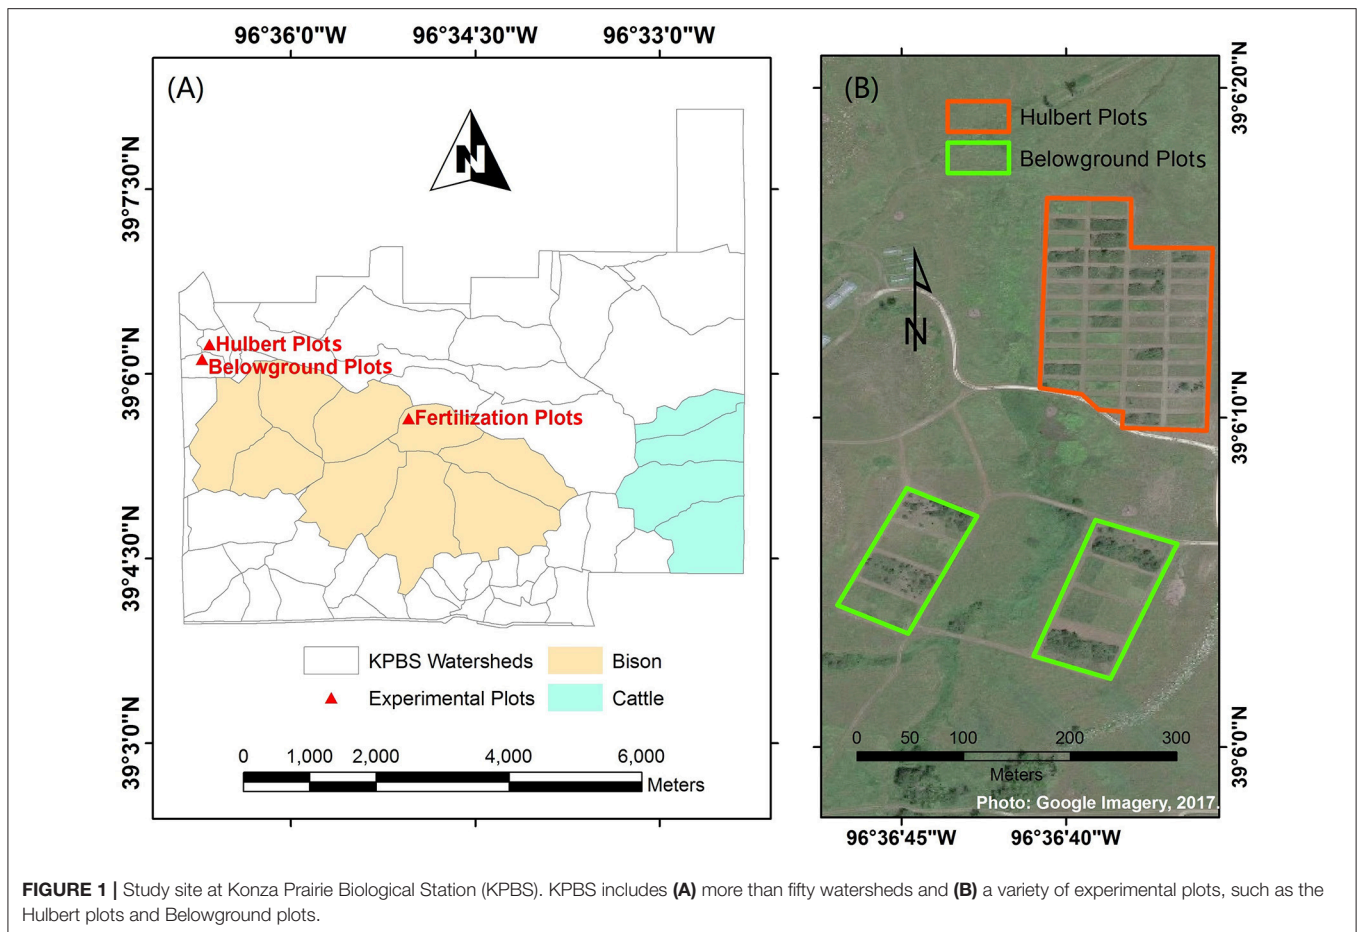 96°36'0"W 96°34'30"W 96°33'0"W
(A)
N
39°7'30"N
39°6'0"N
39°4'30"N
39°3'0"N
Hulbert Plots
Belowground Plots
Fertilization Plots
KPBS Watersheds
Bison
Experimental Plots
Cattle
0 1,000 2,000 4,000 6,000
Meters
(B)
Hulbert Plots
Belowground Plots
N
39°6'20"N
39°6'10"N
39°6'0"N
0 50 100 200 300
Meters
Photo: Google Imagery, 2017.
96°36'45"W 96°36'40"W
FIGURE 1 | Study site at Konza Prairie Biological Station (KPBS). KPBS includes (A) more than fifty watersheds and (B) a variety of experimental plots, such as the
Hulbert plots and Belowground plots.